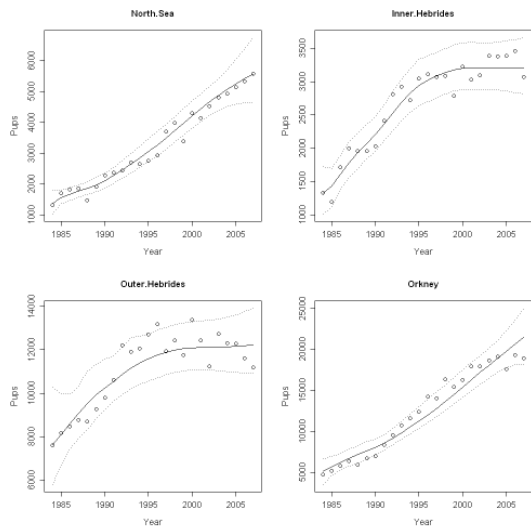 North.Sea
Pups
1000 2000 3000 4000 5000 6000
1985 1990 1995 2000 2005
Year
Inner.Hebrides
Pups
1000 1500 2000 2500 3000 3500
1985 1990 1995 2000 2005
Year
Outer.Hebrides
Pups
6000 8000 10000 12000 14000
1985 1990 1995 2000 2005
Year
Orkney
Pups
5000 10000 15000 20000 25000
1985 1990 1995 2000 2005
Year